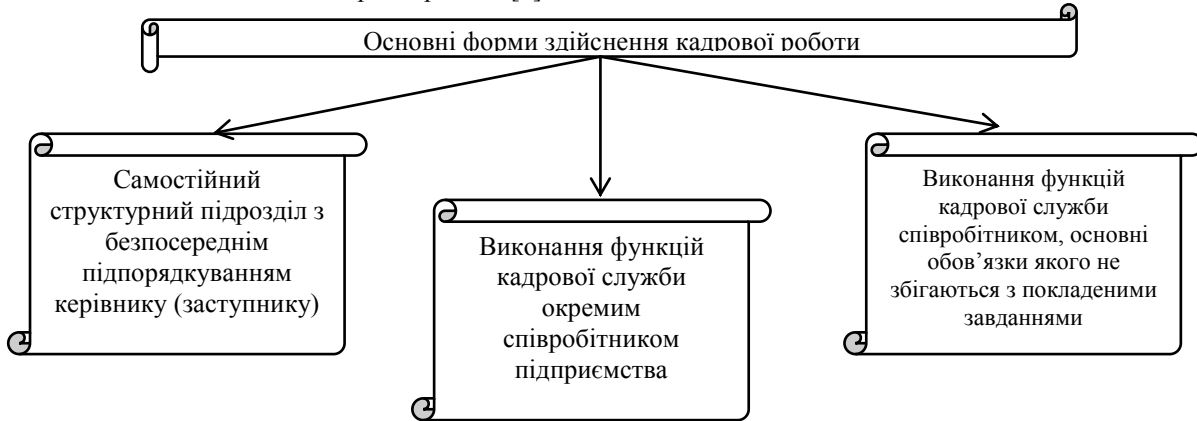 Основні форми здійснення кадрової роботи
Самостійний
структурний підрозділ з
безпосереднім
підпорядкуванням
керівнику (заступнику)
Виконання функцій
кадрової служби
окремим
співробітником
підприємства
Виконання функцій
кадрової служби
співробітником, основні
обов’язки якого не
збігаються з покладеними
завданнями